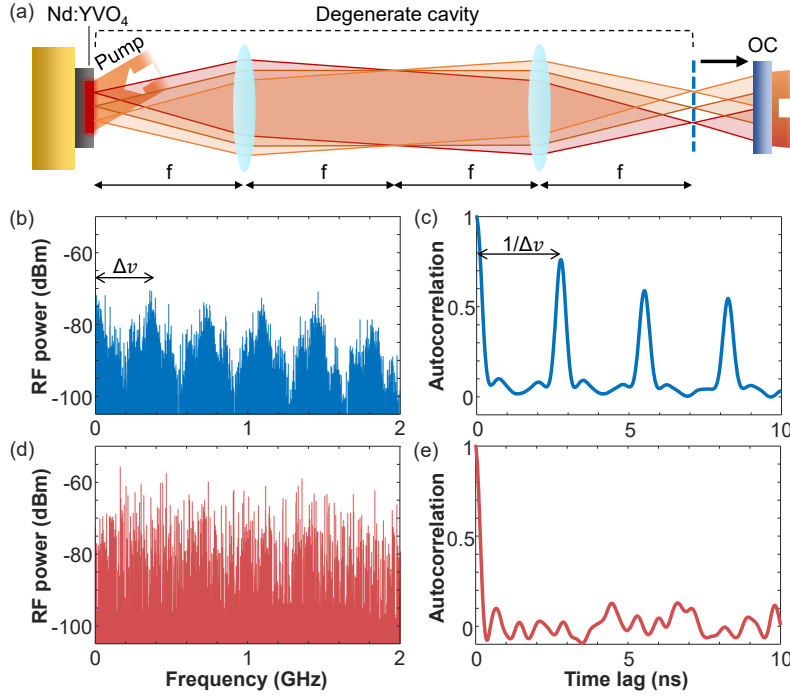 (a) Nd:YVO4 Degenerate cavity
Pump
OC
f f f f
(b)
RF power (dBm)
-60
-80
-100
Δν
0 1 2
(c)
Autocorrelation
1
0.5
0
1/Δν
0 5 10
(d)
RF power (dBm)
-60
-80
-100
0 1 2
Frequency (GHz)
(e)
Autocorrelation
1
0.5
0
0 5 10
Time lag (ns)